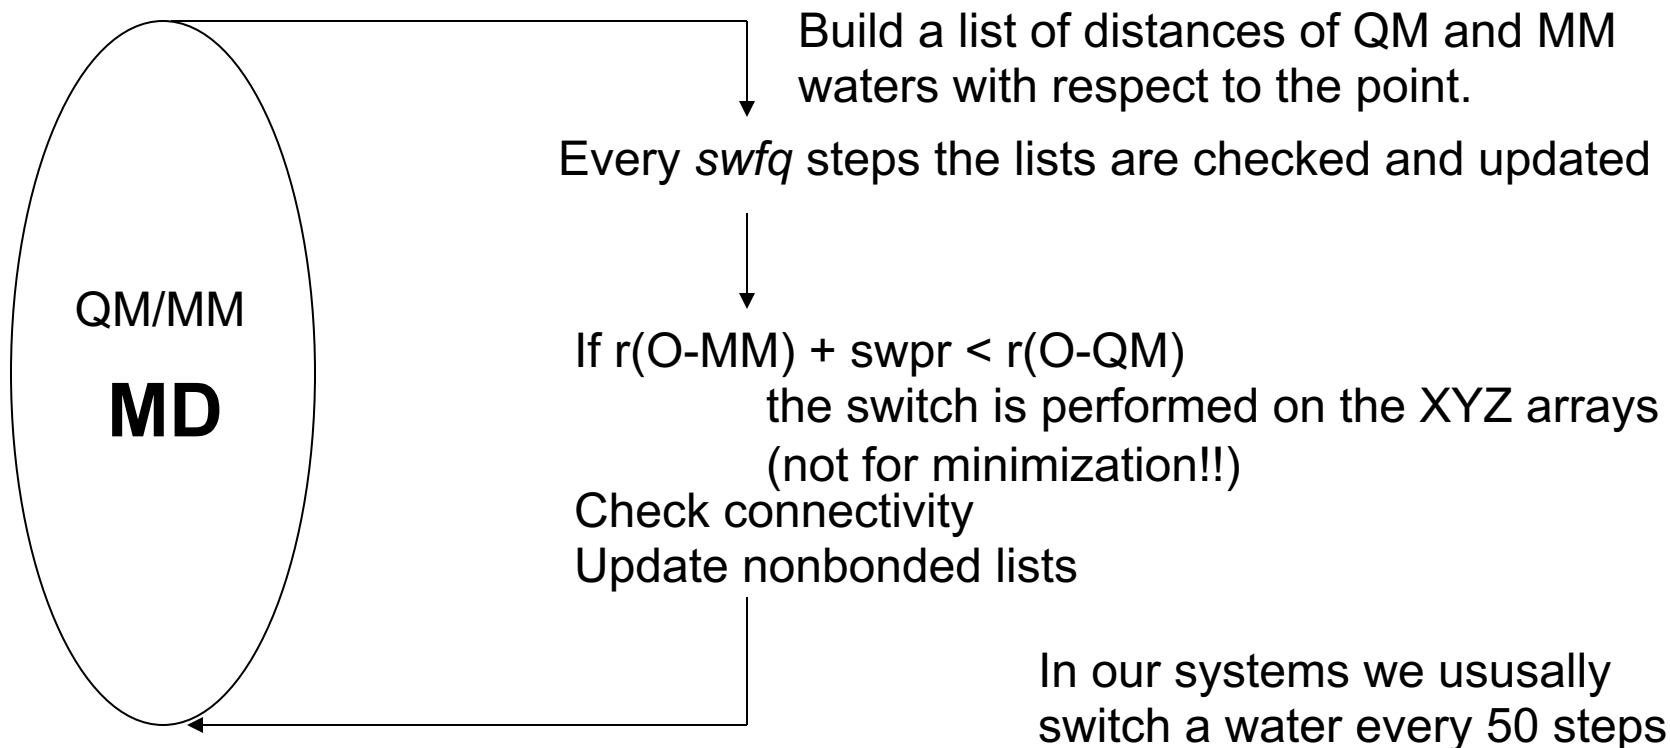 Build a list of distances of QM and MM
waters with respect to the point.
Every swfq steps the lists are checked and updated
QM/MM
MD
If r(O-MM) + swpr < r(O-QM)
the switch is performed on the XYZ arrays
(not for minimization!!)
Check connectivity
Update nonbonded lists
In our systems we ususally
switch a water every 50 steps